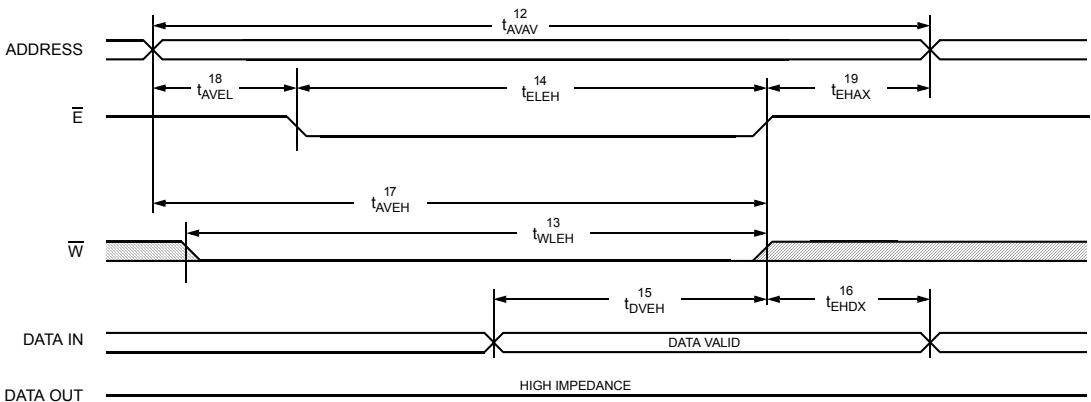 12
tAVAV
ADDRESS
18
tAVEL
14
tELEH
19
tEHAX
E
17
tAVEH
13
tWLEH
W
15
tDVEH
16
tEHDX
DATA IN
DATA VALID
DATA OUT
HIGH IMPEDANCE